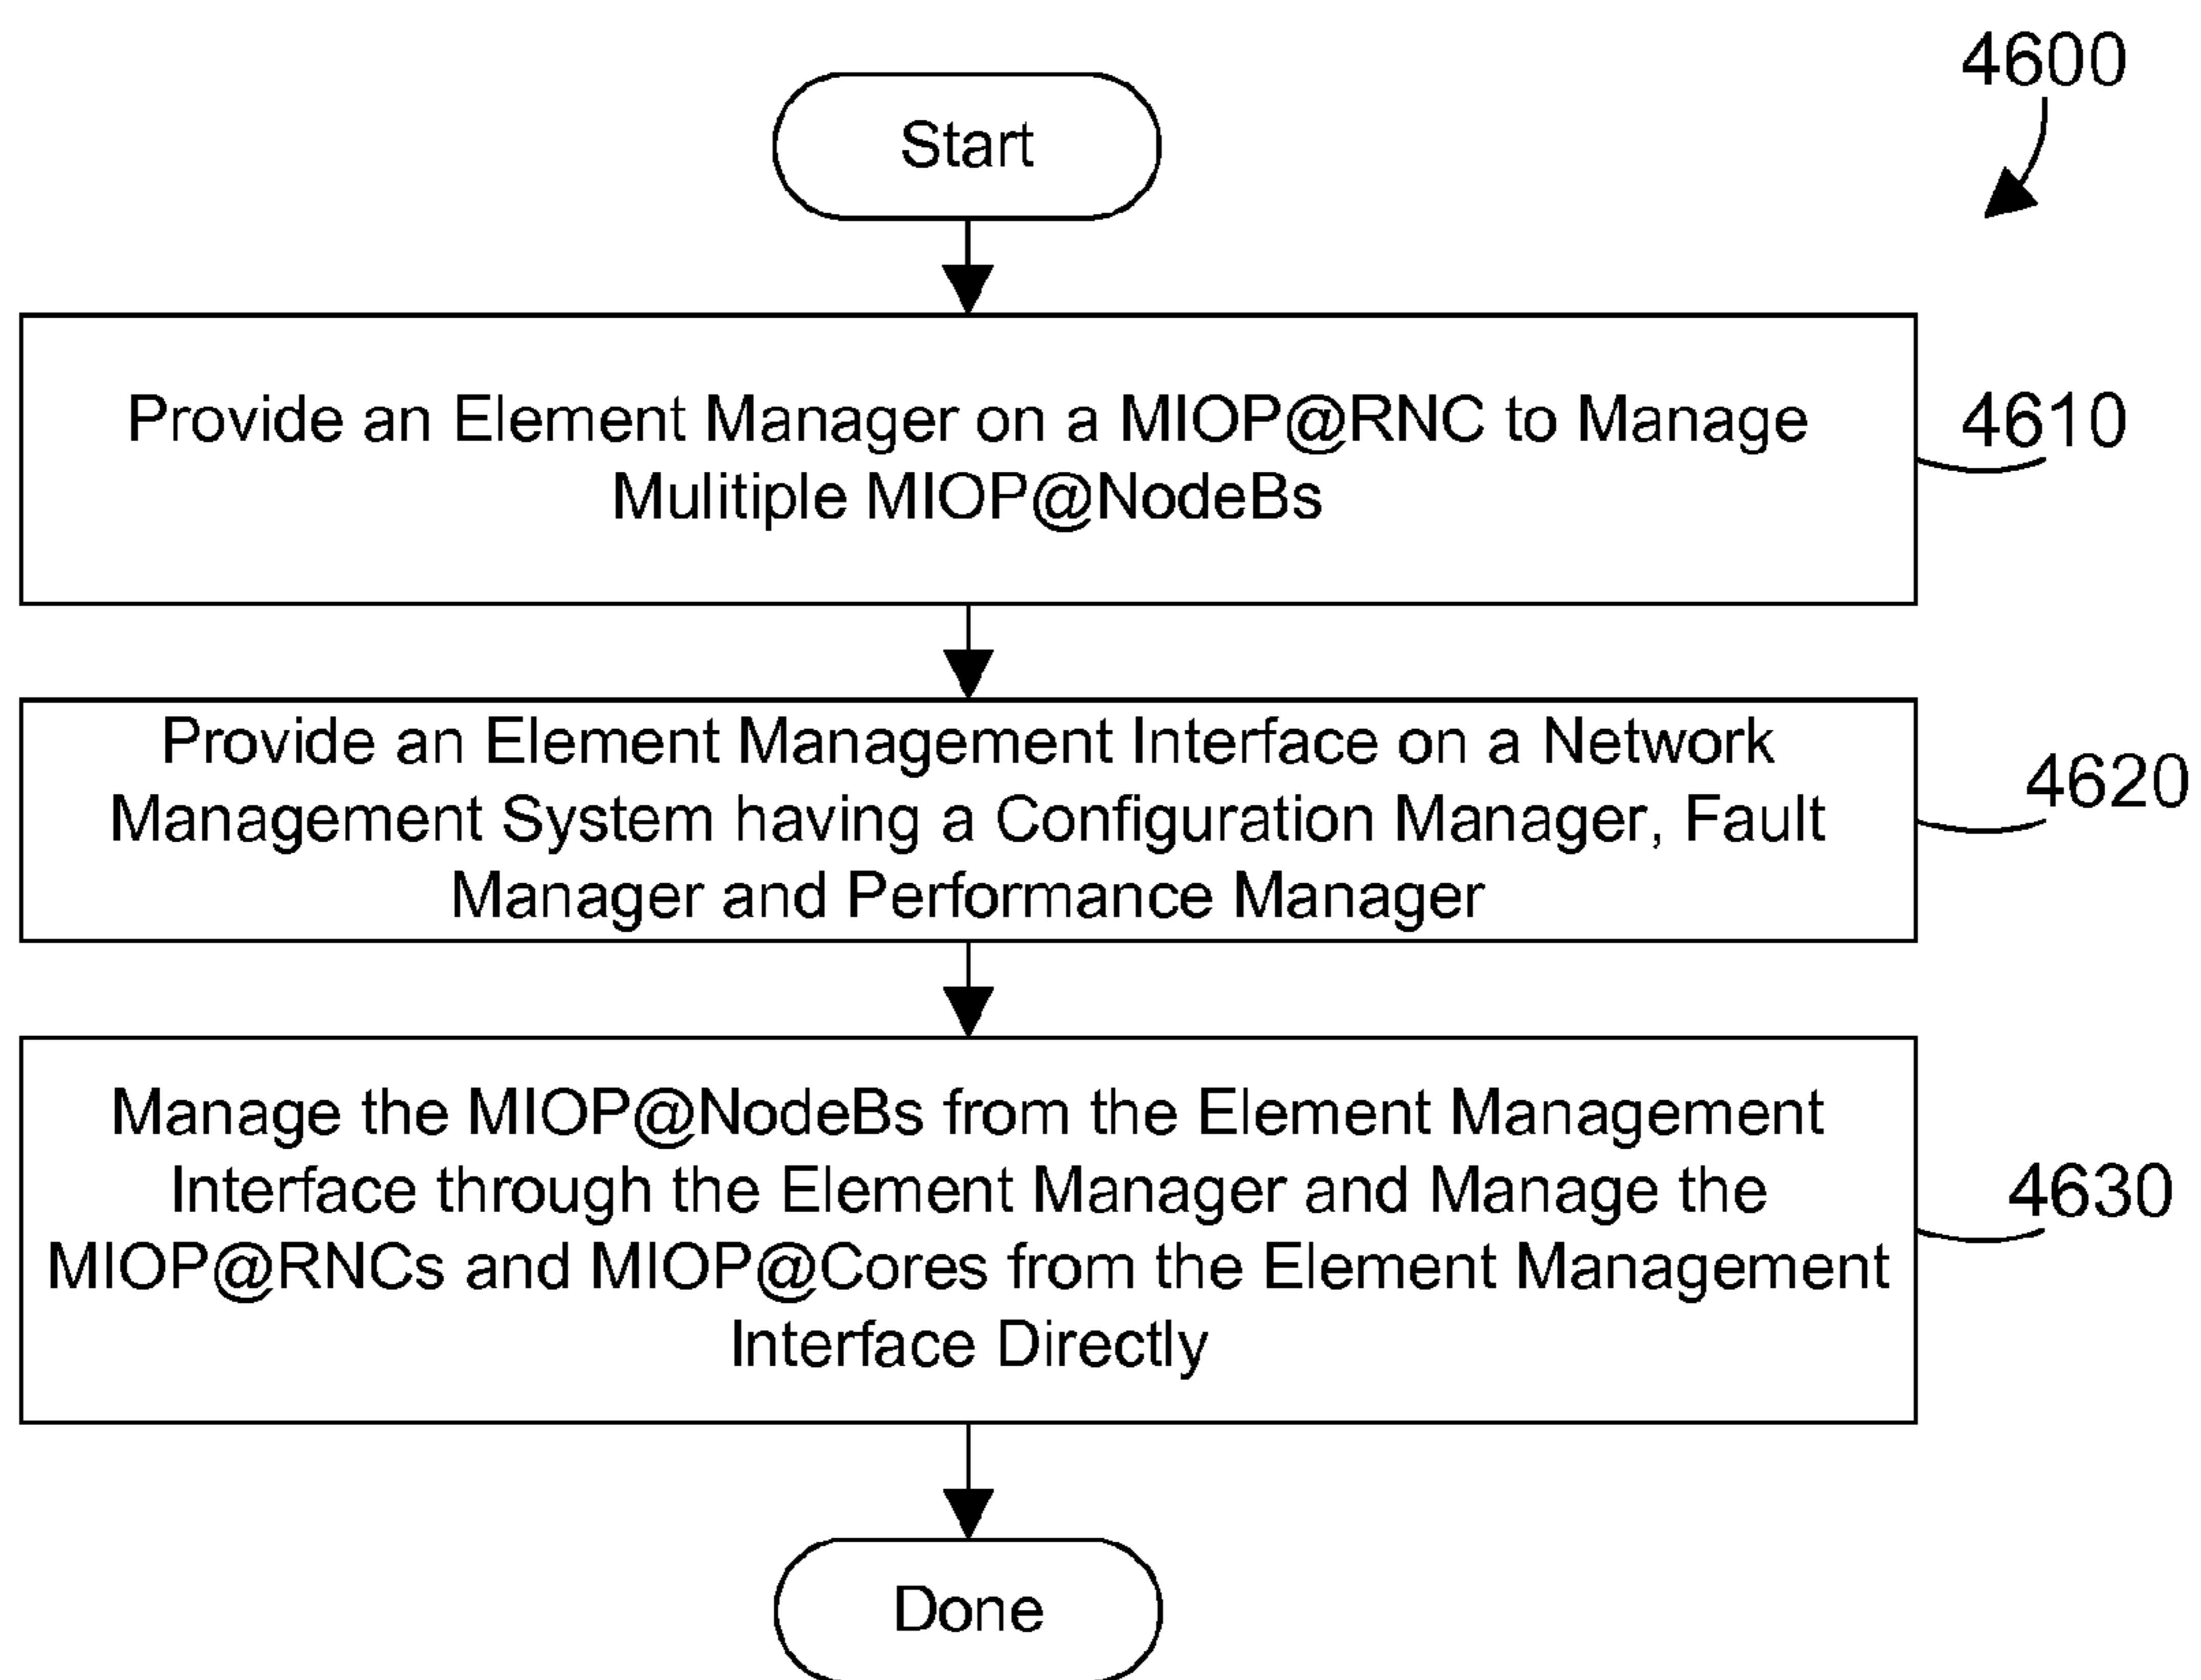 4600
Start
Provide an Element Manager on a MIOP@RNC to Manage
Mulitiple MIOP@NodeBs
4610
Provide an Element Management Interface on a Network
Management System having a Configuration Manager, Fault
Manager and Performance Manager
4620
Manage the MIOP@NodeBs from the Element Management
Interface through the Element Manager and Manage the
MIOP@RNCs and MIOP@Cores from the Element Management
Interface Directly
4630
Done